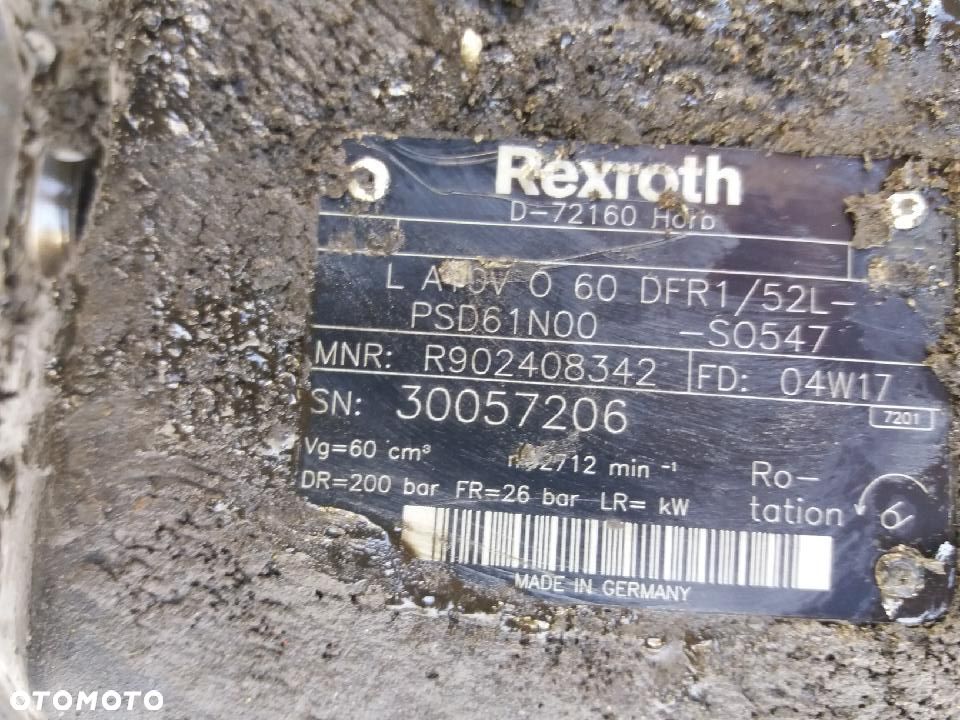 Rexroth
D-72160 Horb
L A10V O 60 DFR1/52L-
PSD61N00 -SO547
MNR: R902408342 FD: 04W17
SN: 30057206 7201
Vg=60 cm³ 2712 min -1
DR=200 bar FR=26 bar LR= kW
Ro-
tation
MADE IN GERMANY
OTOMOTO